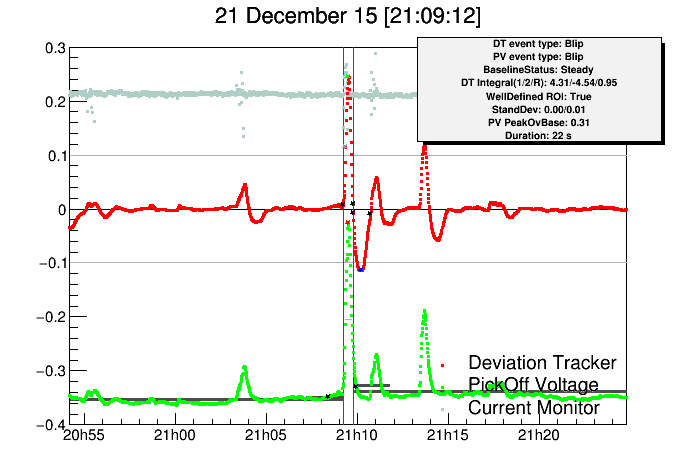 21 December 15 [21:09:12]
DT event type: Blip
PV event type: Blip
BaselineStatus: Steady
DT Integral(1/2/R): 4.31/-4.54/0.95
WellDefined ROI: True
StandDev: 0.00/0.01
PV PeakOvBase: 0.31
Duration: 22 s
0.3
0.2
0.1
0
−0.1
−0.2
−0.3
−0.4
Deviation Tracker
PickOff Voltage
Current Monitor
20h55 21h00 21h05 21h10 21h15 21h20